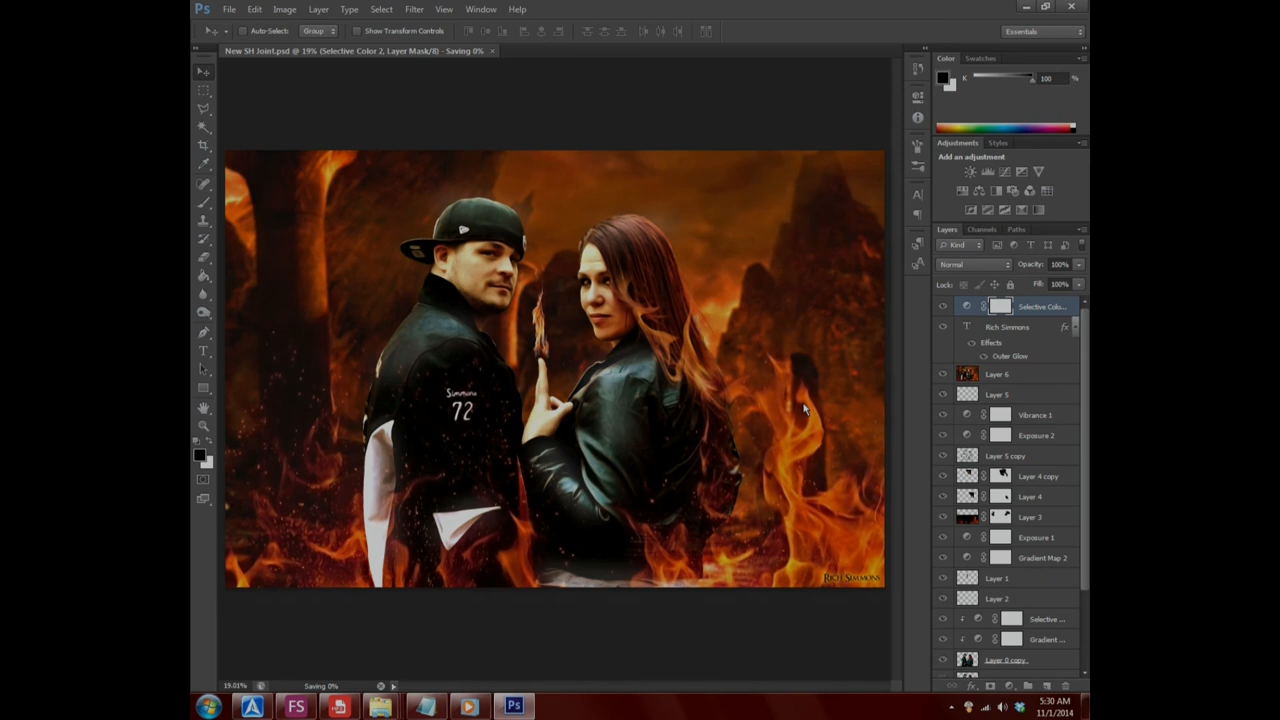 Ps File Edit Image Layer Type Select Filter View Window Help
Auto-Select: Group Show Transform Controls Essentials
New SH Joint.psd @ 19% (Selective Color 2, Layer Mask/8) - Saving 0% ×
Color Swatches
K 100 %
Adjustments Styles
Add an adjustment
Layers Channels Paths
Kind
Normal Opacity: 100%
Lock: Fill: 100%
Selective Colo...
T Rich Simmons fx
Effects
Outer Glow
Layer 6
Layer 5
Vibrance 1
Exposure 2
Layer 5 copy
Layer 4 copy
Layer 4
Layer 3
Exposure 1
Gradient Map 2
Layer 1
Layer 2
Selective ...
Gradient ...
Layer 0 copy
Simmons
72
Rich Simmons
19.01% Saving 0%
FS Ps
5:30 AM
11/1/2014